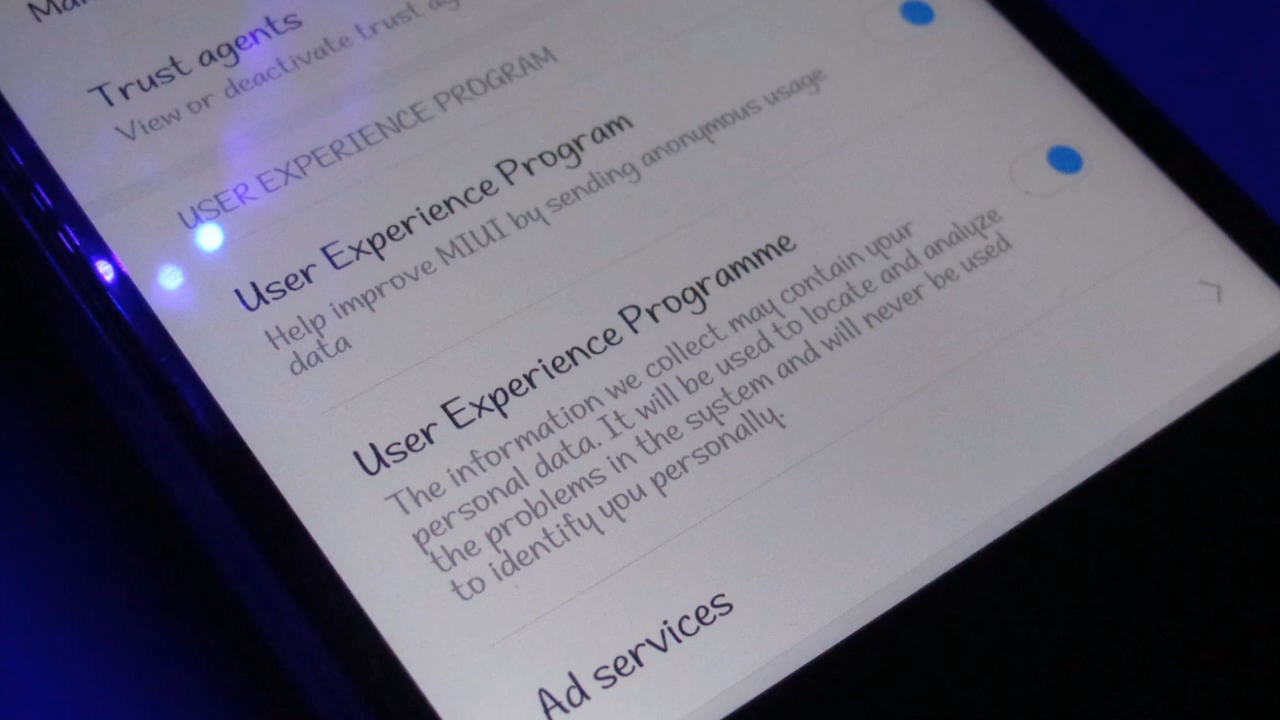 Trust agents
View or deactivate trust
USER EXPERIENCE PROGRAM
User Experience Program
Help improve MIUI by sending anonymous usage
data
User Experience Programme
The information we collect may contain your
personal data. It will be used to locate and analyze
the problems in the system and will never be used
to identify you personally.
Ad services